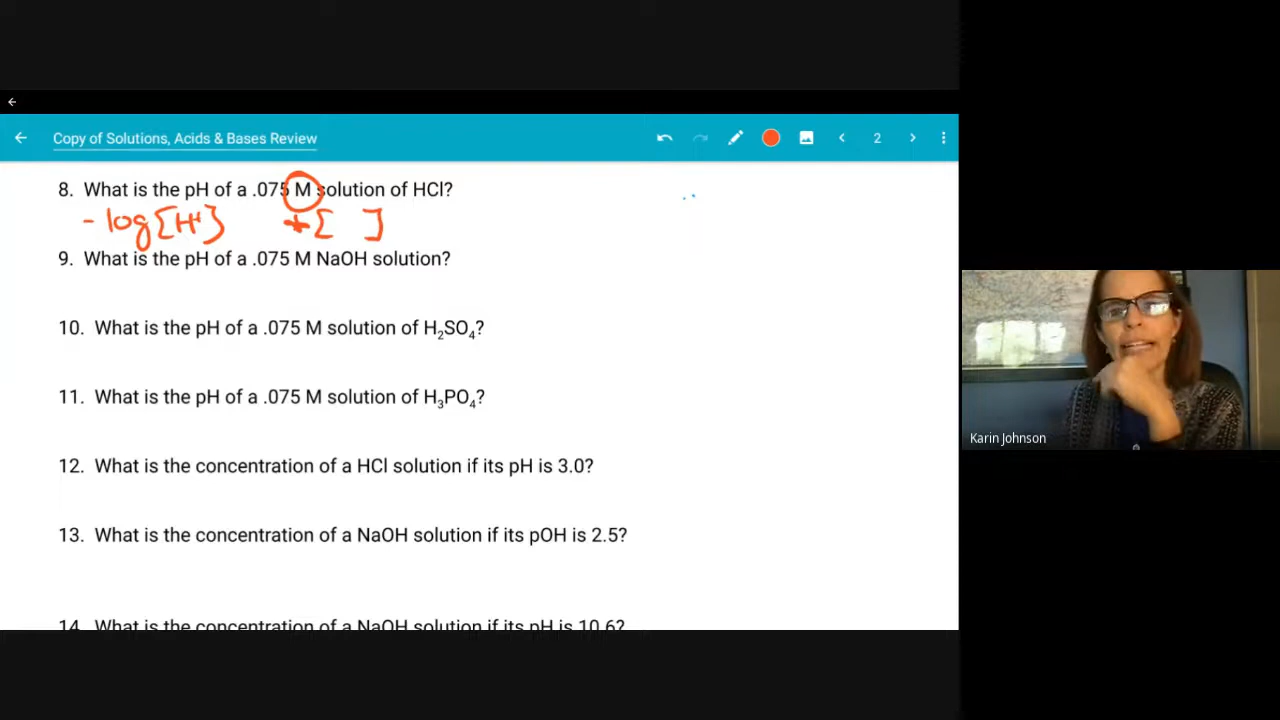 Copy of Solutions, Acids & Bases Review
2
8. What is the pH of a .075 M solution of HCl?
- log [H⁺] [ ]
9. What is the pH of a .075 M NaOH solution?
10. What is the pH of a .075 M solution of H₂SO₄?
11. What is the pH of a .075 M solution of H₃PO₄?
12. What is the concentration of a HCl solution if its pH is 3.0?
13. What is the concentration of a NaOH solution if its pOH is 2.5?
14. What is the concentration of a NaOH solution if its pH is 10.6?
Karin Johnson